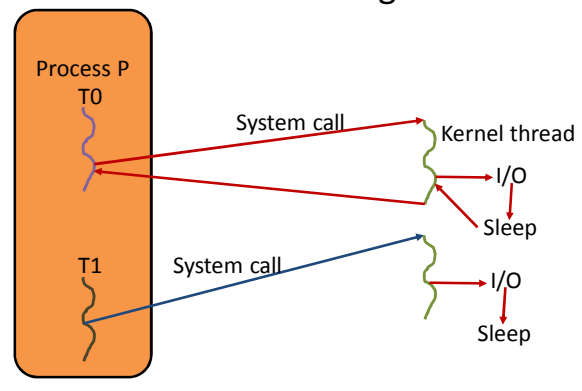 Process P
T0
System call
Kernel thread
I/O
Sleep
T1
System call
I/O
Sleep